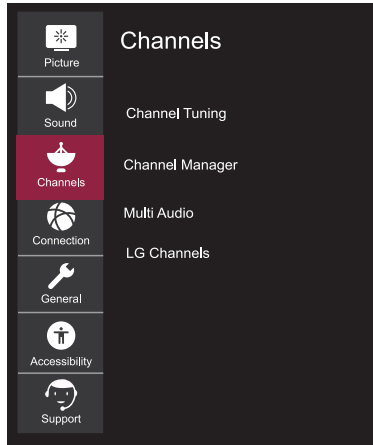 Picture
Sound
Channels
Connection
General
Accessibility
Support
Channels
Channel Tuning
Channel Manager
Multi Audio
LG Channels